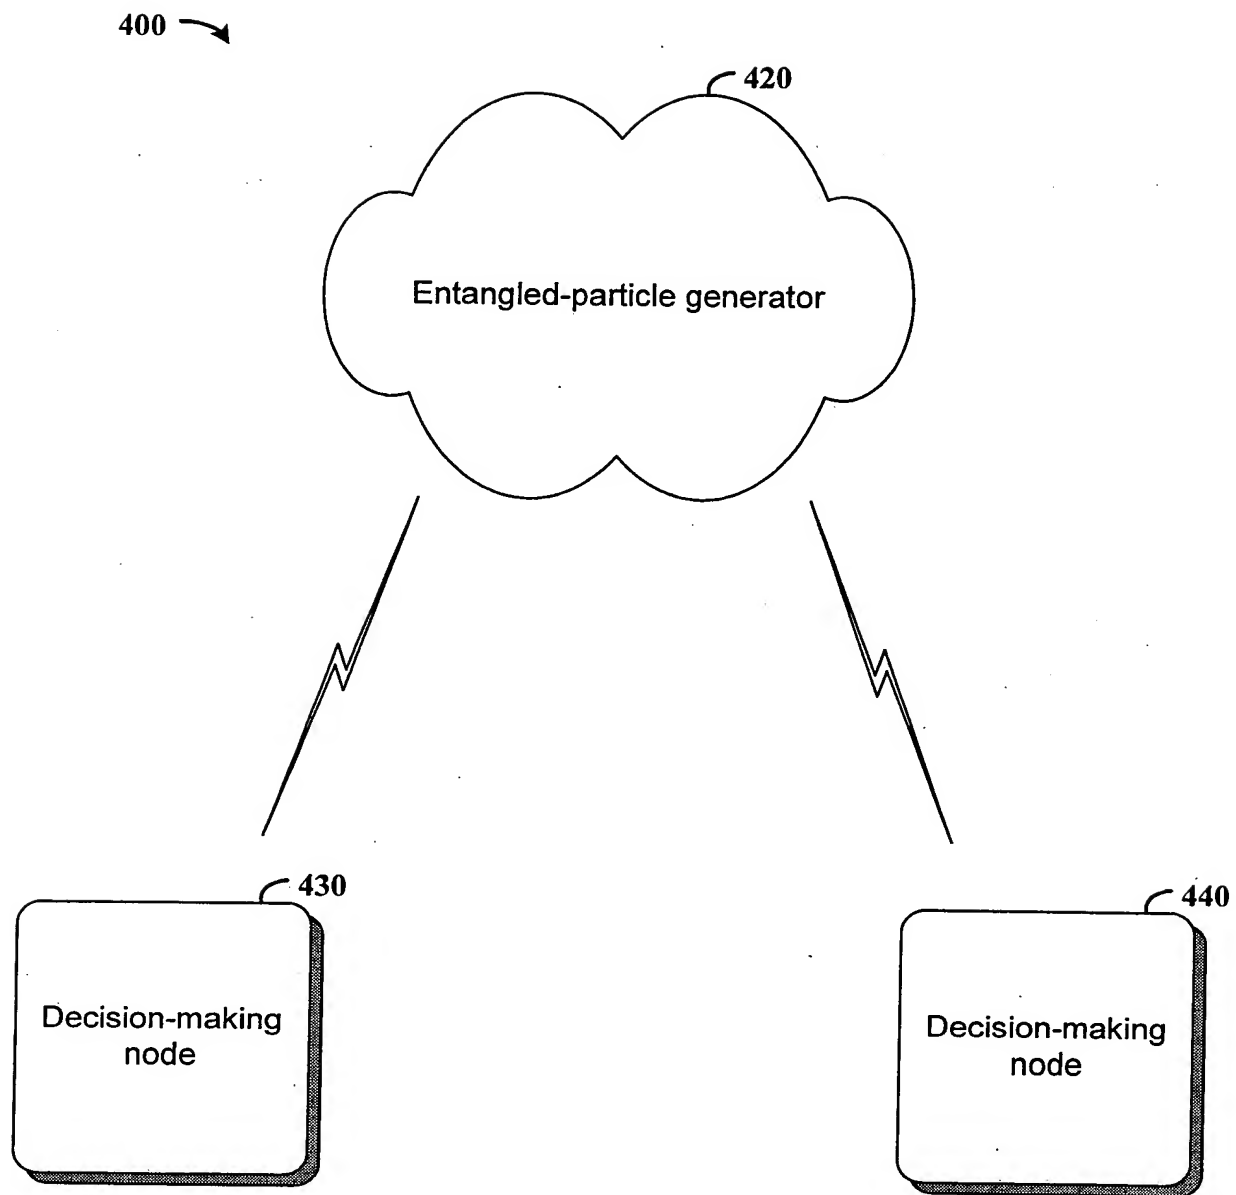 400
420
Entangled-particle generator
430
440
Decision-making
node
Decision-making
node